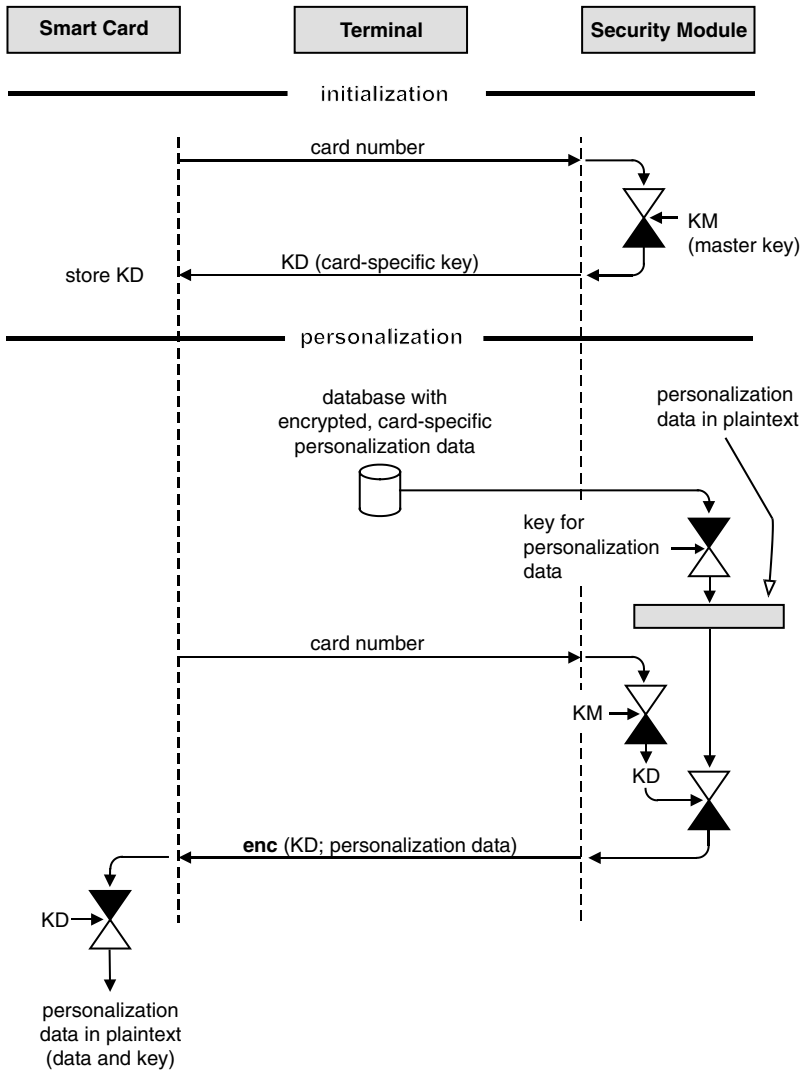 Smart Card
Terminal
Security Module
initialization
card number
KM
(master key)
KD (card-specific key)
store KD
personalization
database with
encrypted, card-specific
personalization data
personalization
data in plaintext
key for
personalization
data
card number
KM
KD
enc (KD; personalization data)
KD
personalization
data in plaintext
(data and key)